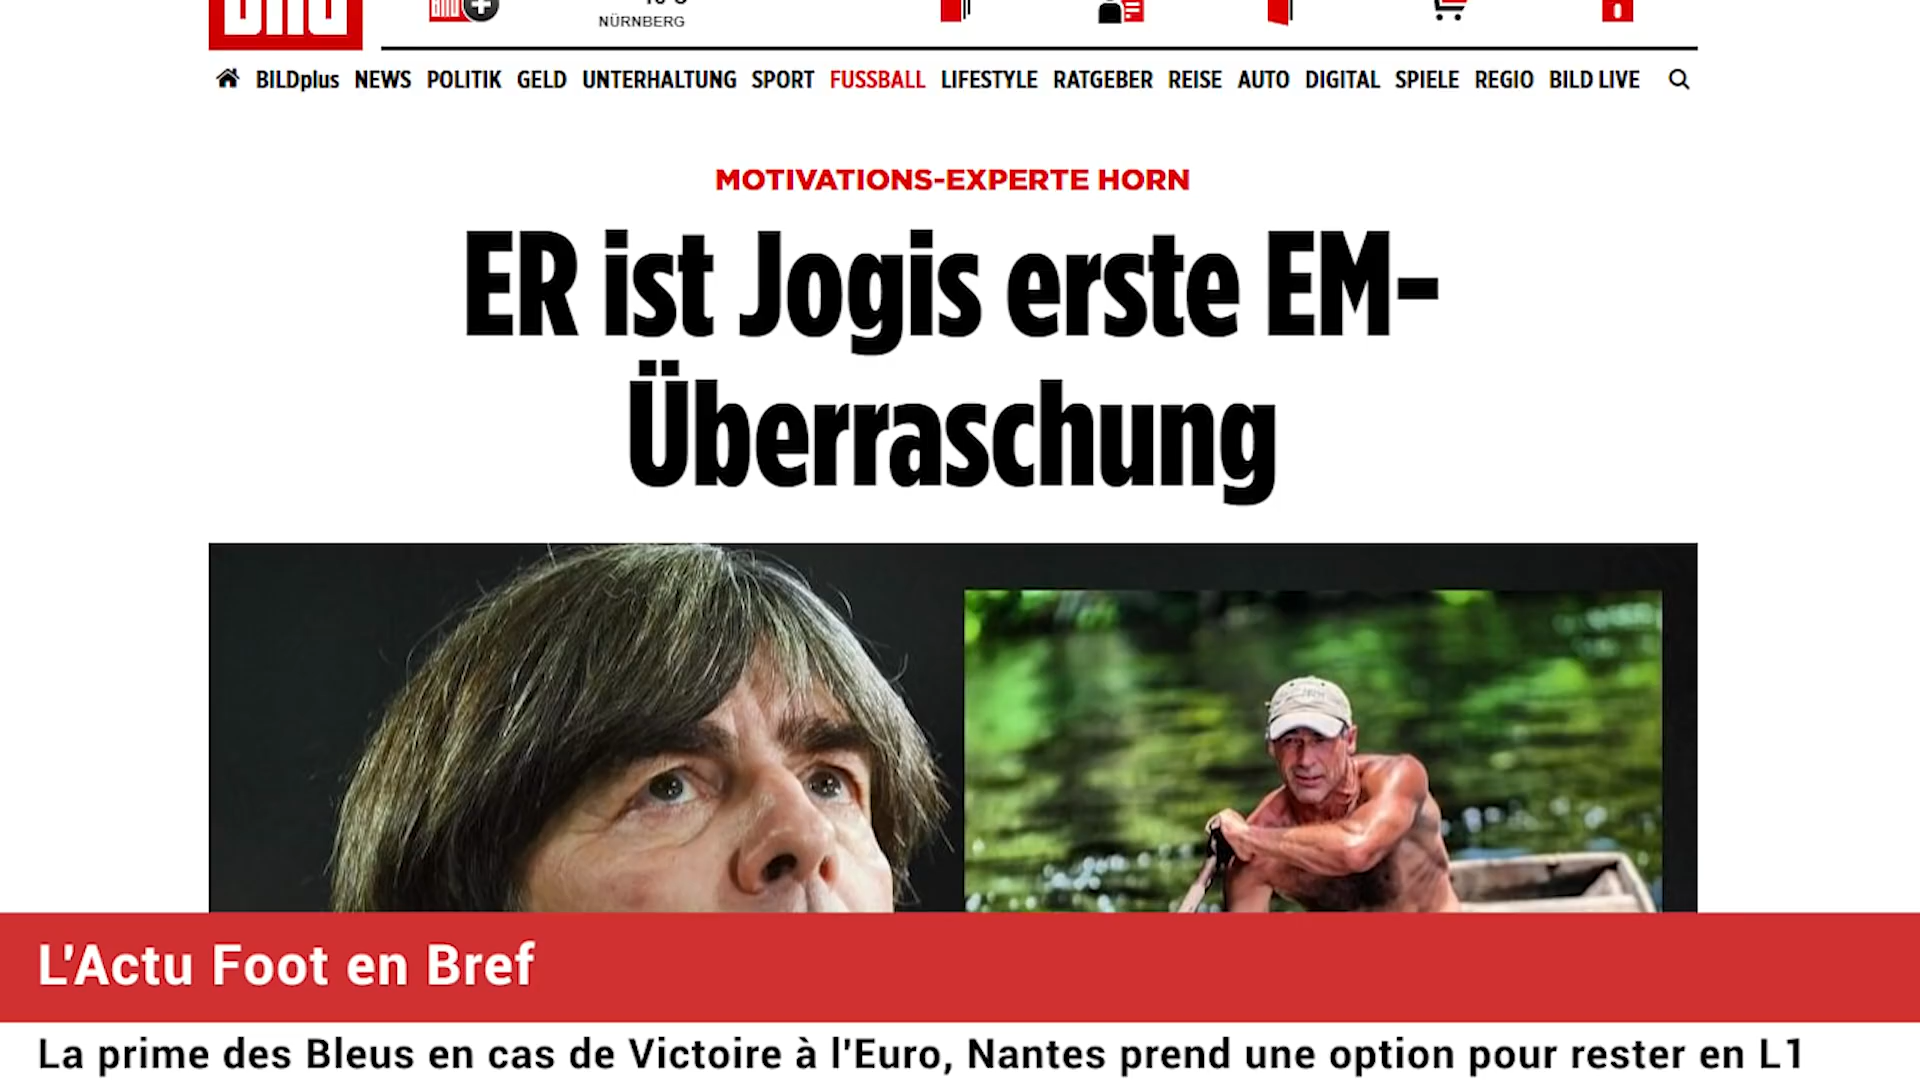 BILD
BILD
NÜRNBERG
BILDplus NEWS POLITIK GELD UNTERHALTUNG SPORT FUSSBALL LIFESTYLE RATGEBER REISE AUTO DIGITAL SPIELE REGIO BILD LIVE
MOTIVATIONS-EXPERTE HORN
ER ist Jogis erste EM-
Überraschung
L'Actu Foot en Bref
La prime des Bleus en cas de Victoire à l'Euro, Nantes prend une option pour rester en L1